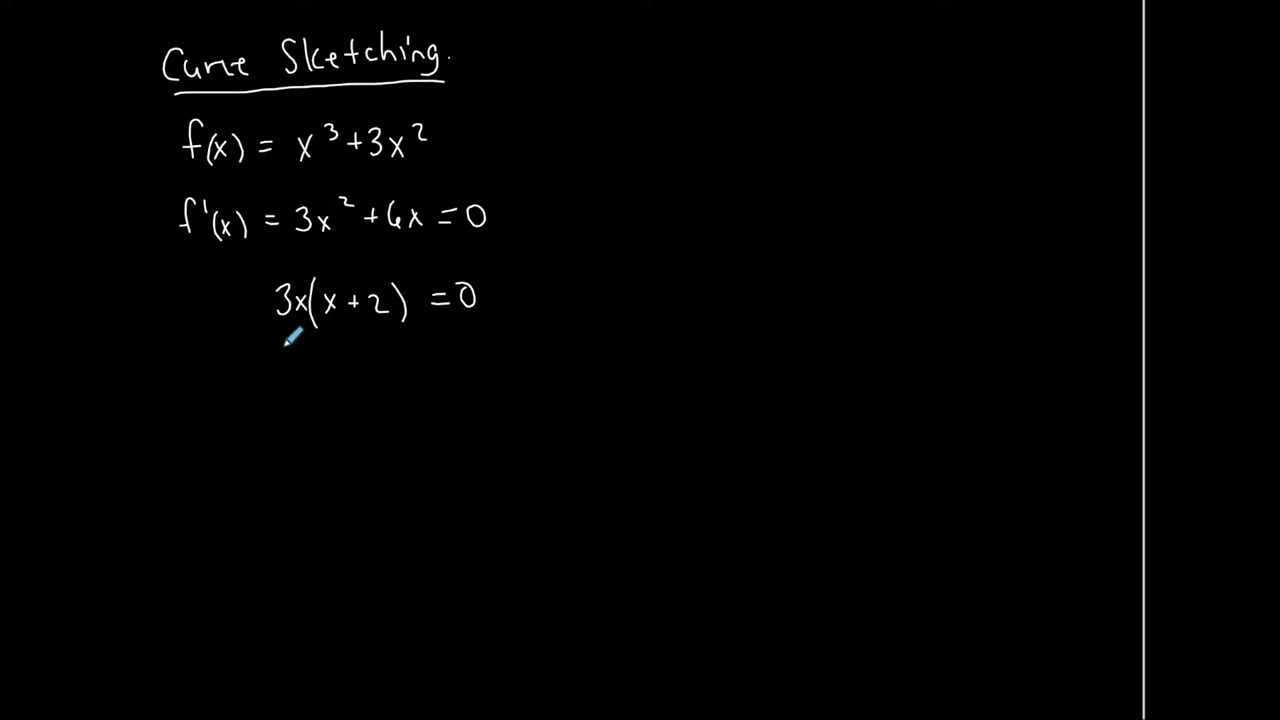 Curve Sketching.
f(x) = x³+3x²
f'(x) = 3x²+6x=0
3x(x+2) =0